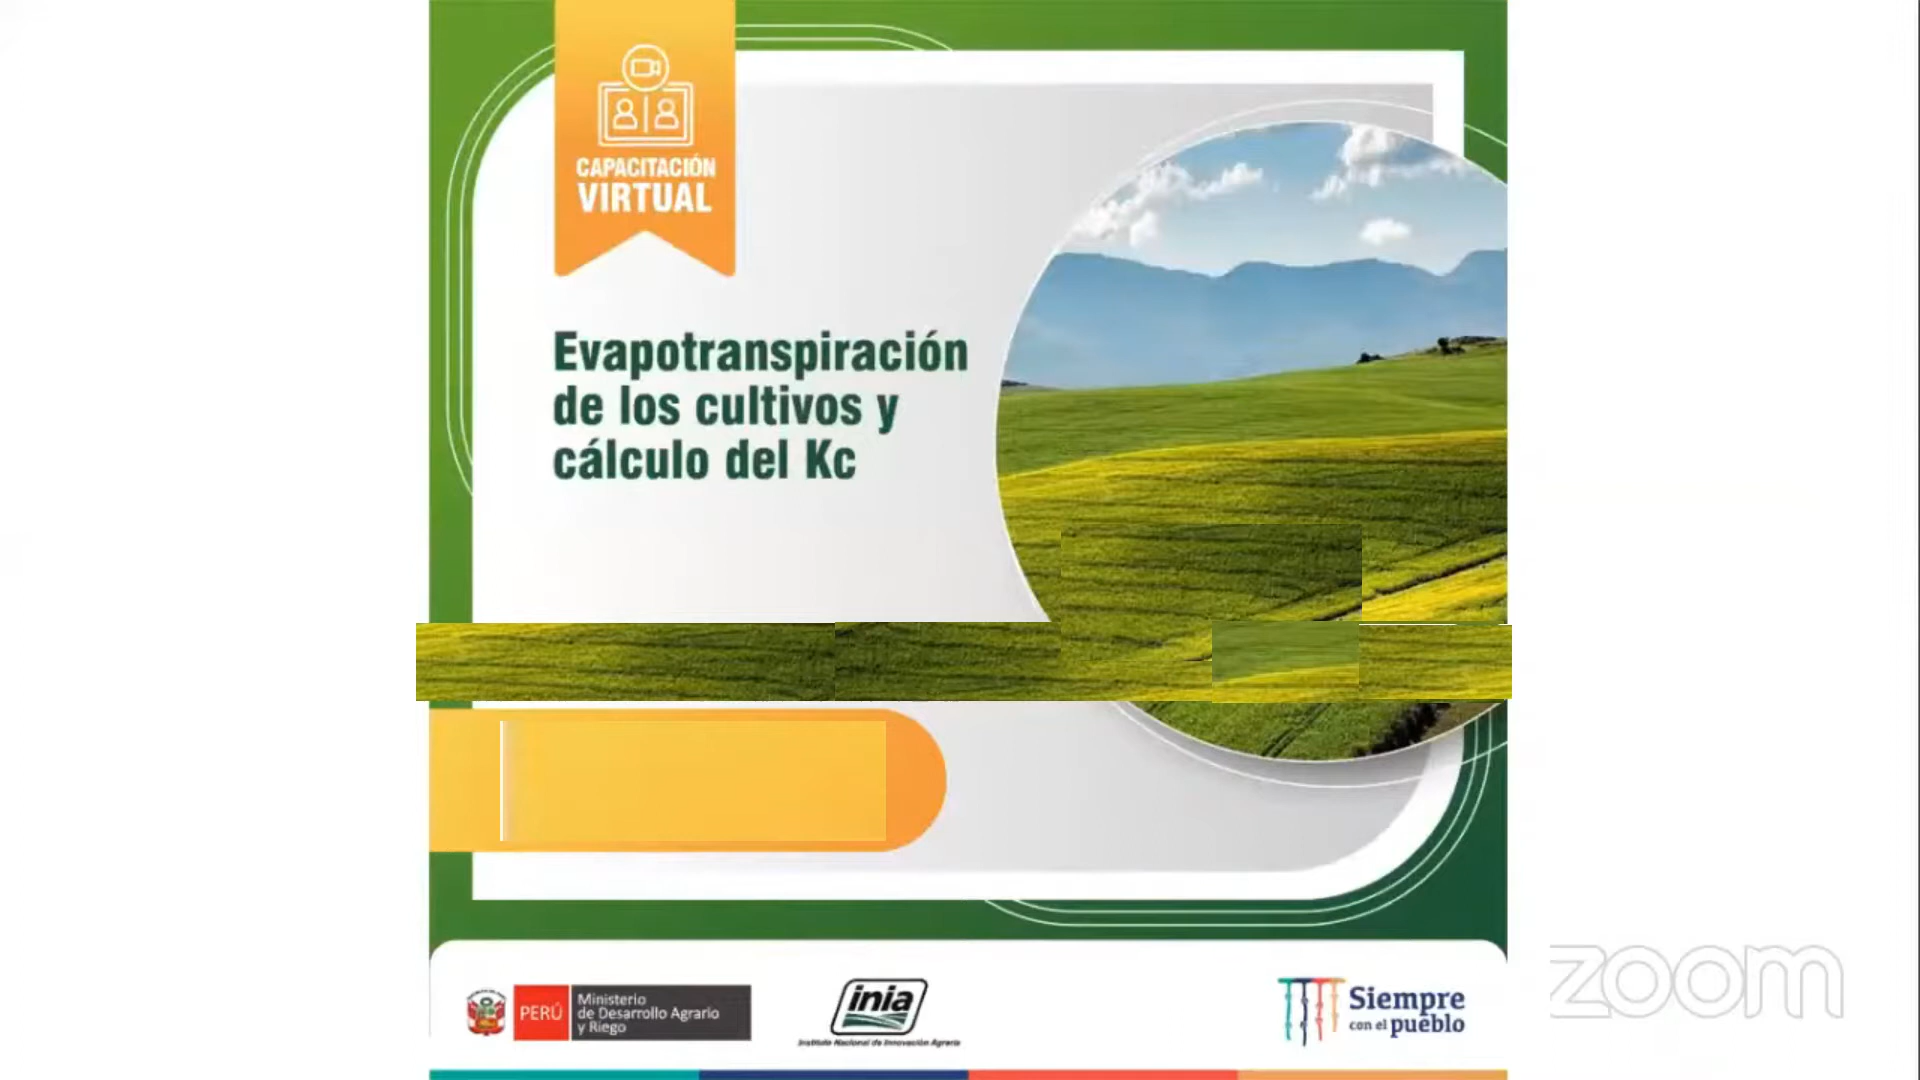 CAPACITACIÓN
VIRTUAL
Evapotranspiración
de los cultivos y
cálculo del Kc
PERÚ
Ministerio
de Desarrollo Agrario
y Riego
inia
Instituto Nacional de Innovación Agraria
Siempre
con el pueblo
zoom